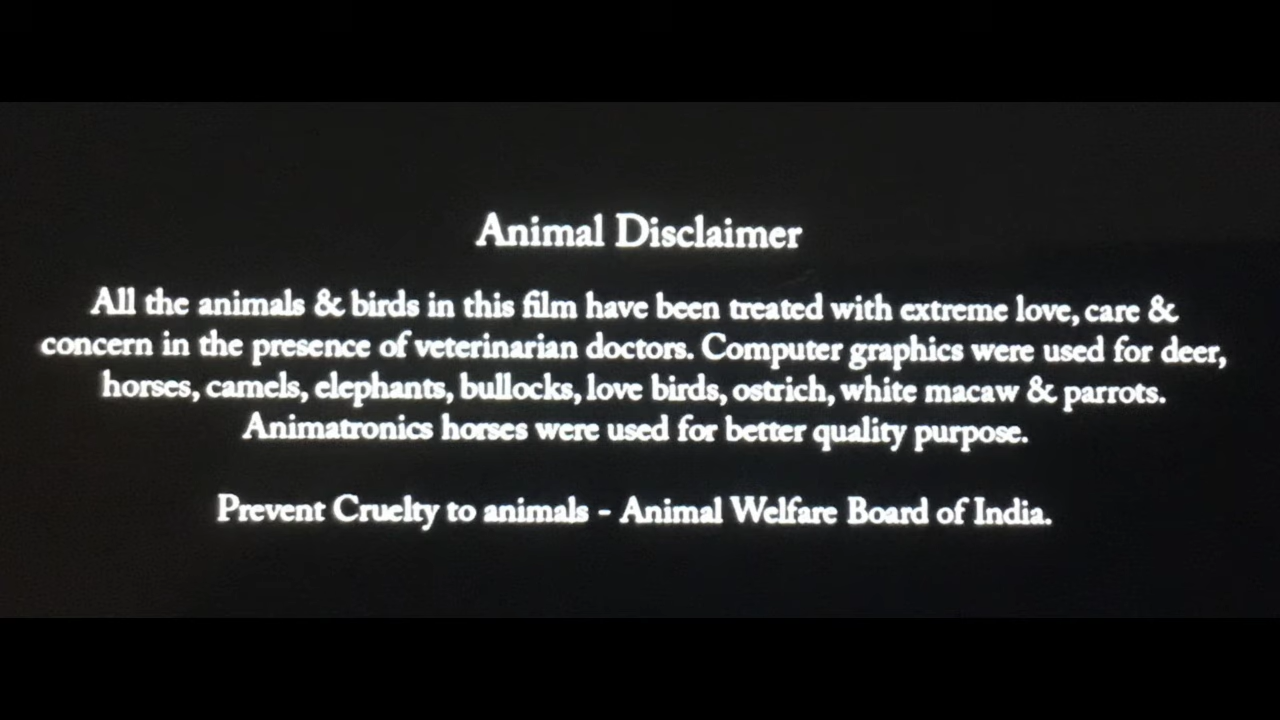 Animal Disclaimer
All the animals & birds in this film have been treated with extreme love, care &
concern in the presence of veterinarian doctors. Computer graphics were used for deer,
horses, camels, elephants, bullocks, love birds, ostrich, white macaw & parrots.
Animatronics horses were used for better quality purpose.
Prevent Cruelty to animals - Animal Welfare Board of India.